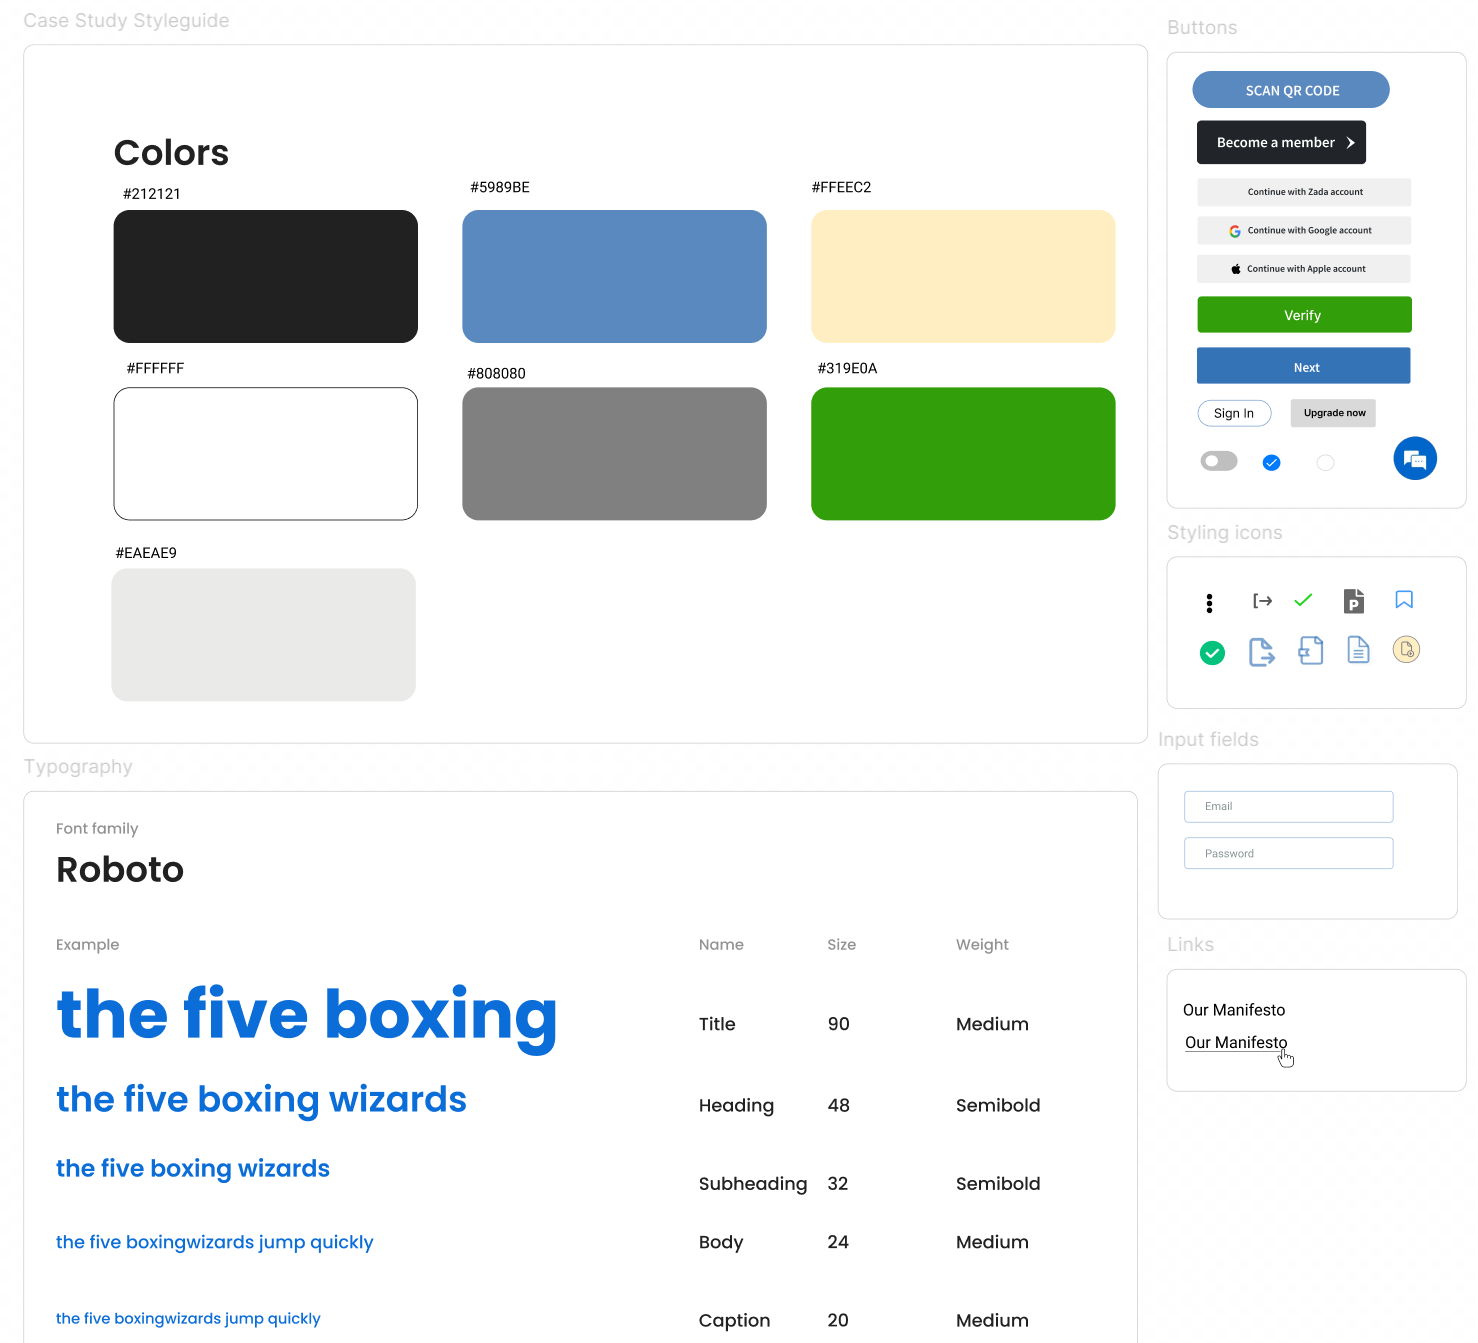 Case Study Styleguide
Colors
#212121
#5989BE
#FFEEC2
#FFFFFF
#808080
#319E0A
#EAEAE9
Buttons
SCAN QR CODE
Become a member
Continue with Zada account
Continue with Google account
Continue with Apple account
Verify
Next
Sign In
Upgrade now
Styling icons
P
Input fields
Email
Password
Links
Our Manifesto
Our Manifesto
Typography
Font family
Roboto
Example Name Size Weight
the five boxing Title 90 Medium
the five boxing wizards Heading 48 Semibold
the five boxing wizards Subheading 32 Semibold
the five boxingwizards jump quickly Body 24 Medium
the five boxingwizards jump quickly Caption 20 Medium